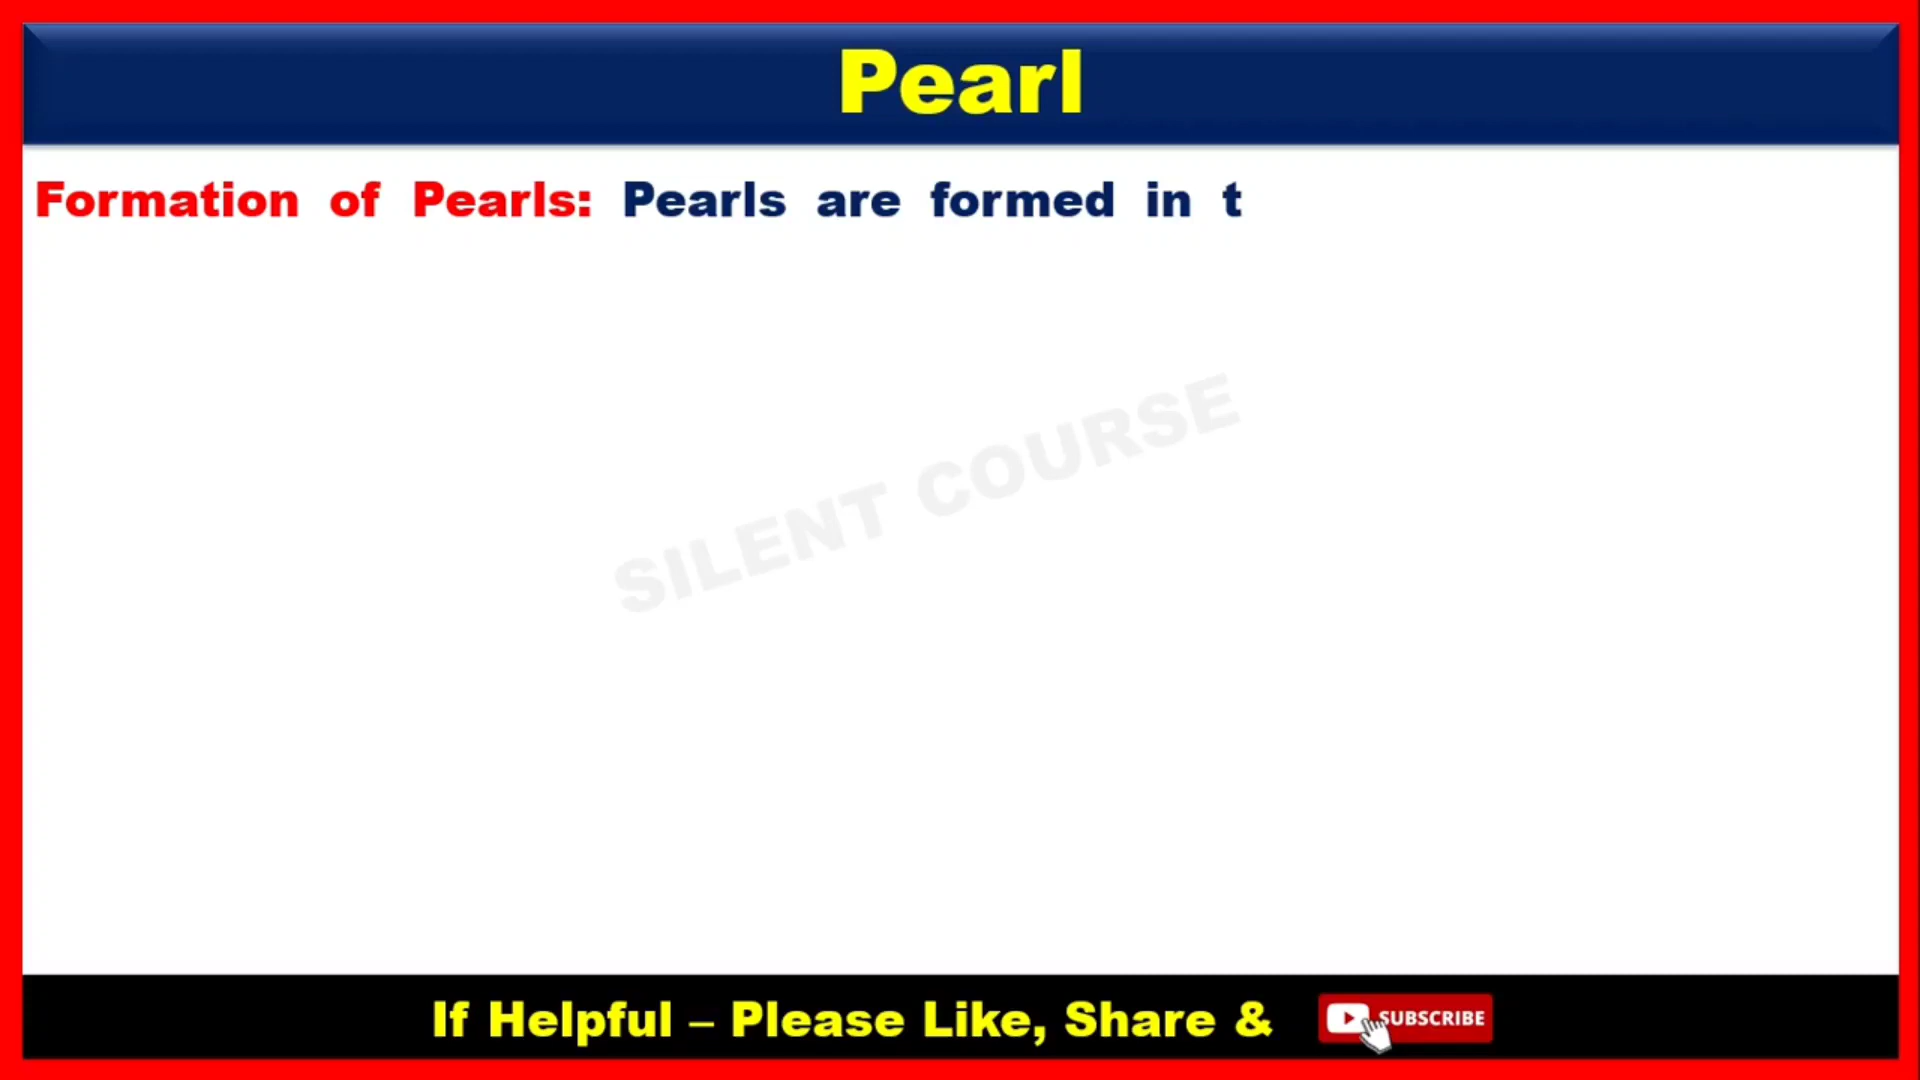 Pearl
Formation of Pearls: Pearls are formed in t
SILENT COURSE
If Helpful – Please Like, Share & SUBSCRIBE